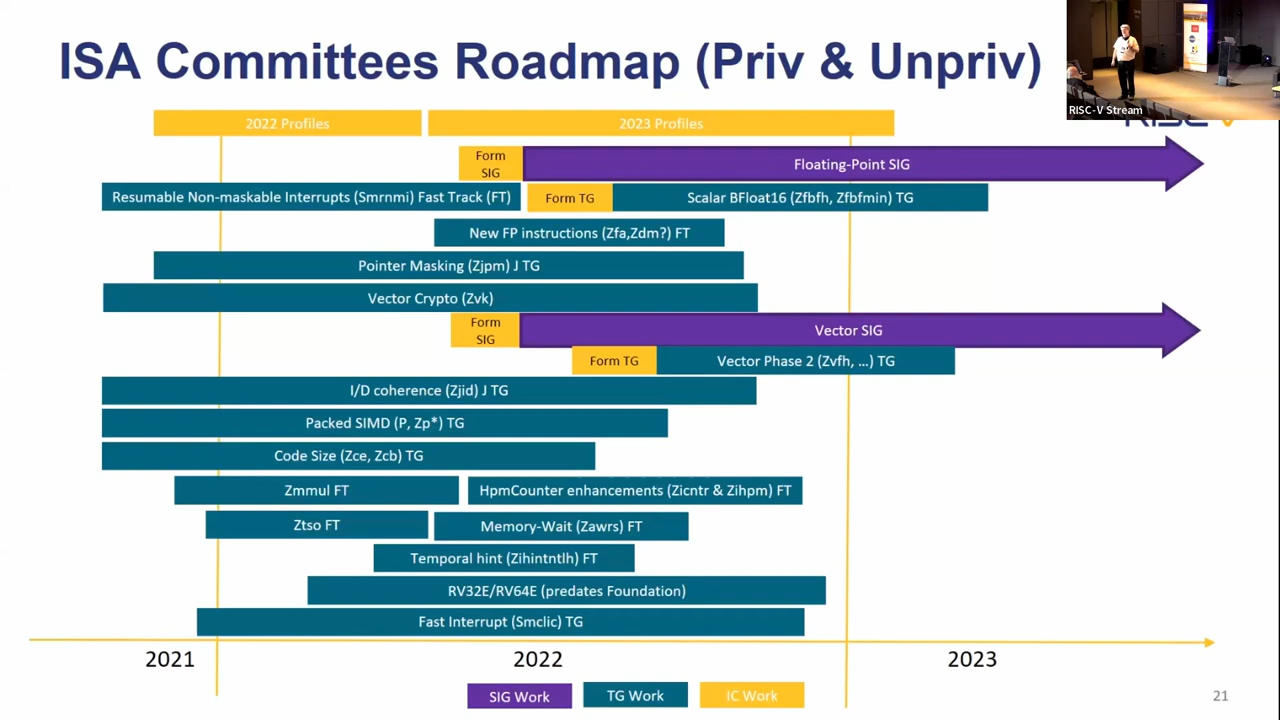 ISA Committees Roadmap (Priv & Unpriv)
RISC-V Stream
RISC-V
2022 Profiles
2023 Profiles
Form
SIG
Floating-Point SIG
Resumable Non-maskable Interrupts (Smrnmi) Fast Track (FT)
Form TG
Scalar BFloat16 (Zfbfh, Zfbfmin) TG
New FP instructions (Zfa,Zdm?) FT
Pointer Masking (Zjpm) J TG
Vector Crypto (Zvk)
Form
SIG
Vector SIG
Form TG
Vector Phase 2 (Zvfh, ...) TG
I/D coherence (Zjid) J TG
Packed SIMD (P, Zp*) TG
Code Size (Zce, Zcb) TG
Zmmul FT
HpmCounter enhancements (Zicntr & Zihpm) FT
Ztso FT
Memory-Wait (Zawrs) FT
Temporal hint (Zihintntlh) FT
RV32E/RV64E (predates Foundation)
Fast Interrupt (Smclic) TG
2021
2022
2023
SIG Work
TG Work
IC Work
21